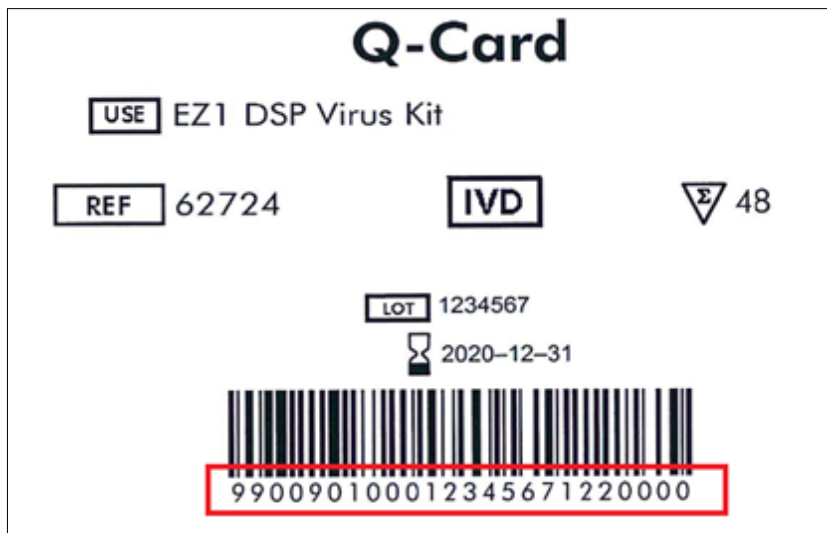 Q-Card
USE EZ1 DSP Virus Kit
REF 62724 IVD Σ 48
LOT 1234567
2020–12–31
990090100012345671220000